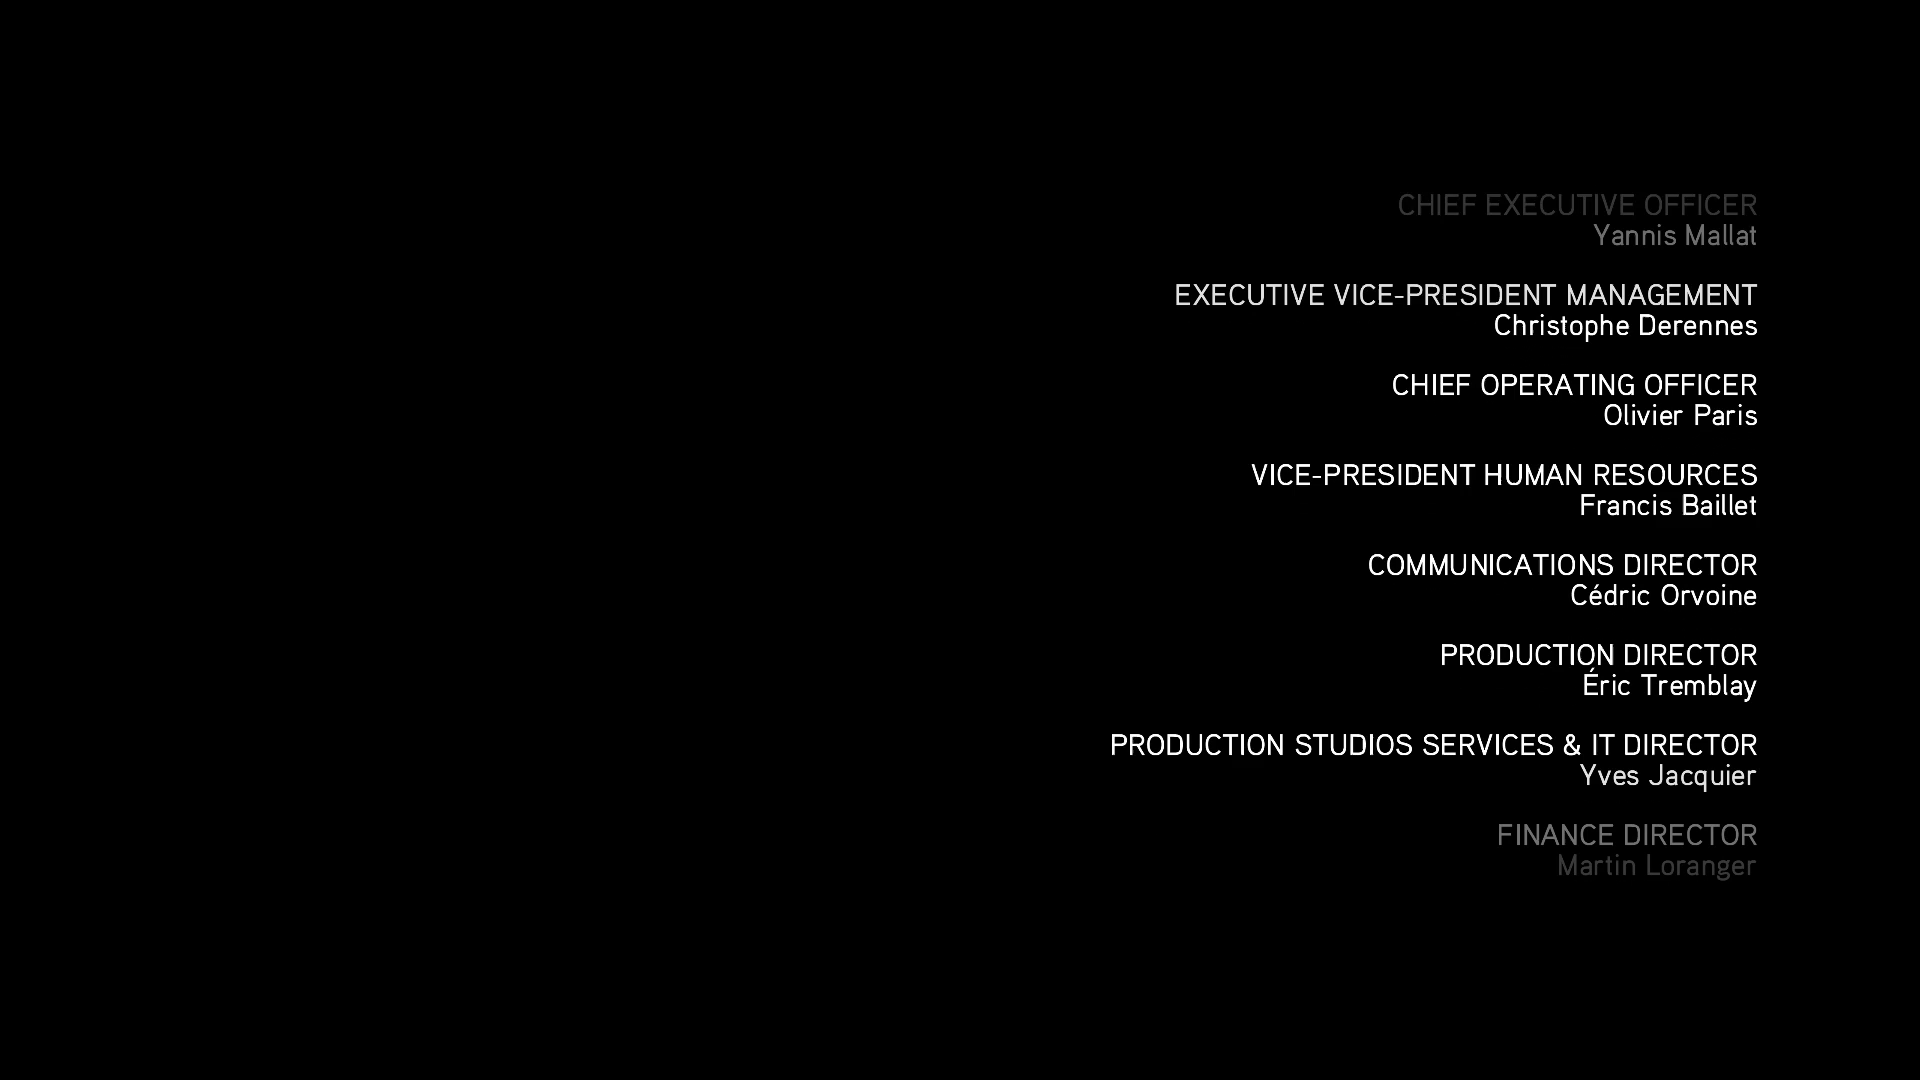 CHIEF EXECUTIVE OFFICER
Yannis Mallat
EXECUTIVE VICE-PRESIDENT MANAGEMENT
Christophe Derennes
CHIEF OPERATING OFFICER
Olivier Paris
VICE-PRESIDENT HUMAN RESOURCES
Francis Baillet
COMMUNICATIONS DIRECTOR
Cédric Orvoine
PRODUCTION DIRECTOR
Éric Tremblay
PRODUCTION STUDIOS SERVICES & IT DIRECTOR
Yves Jacquier
FINANCE DIRECTOR
Martin Loranger